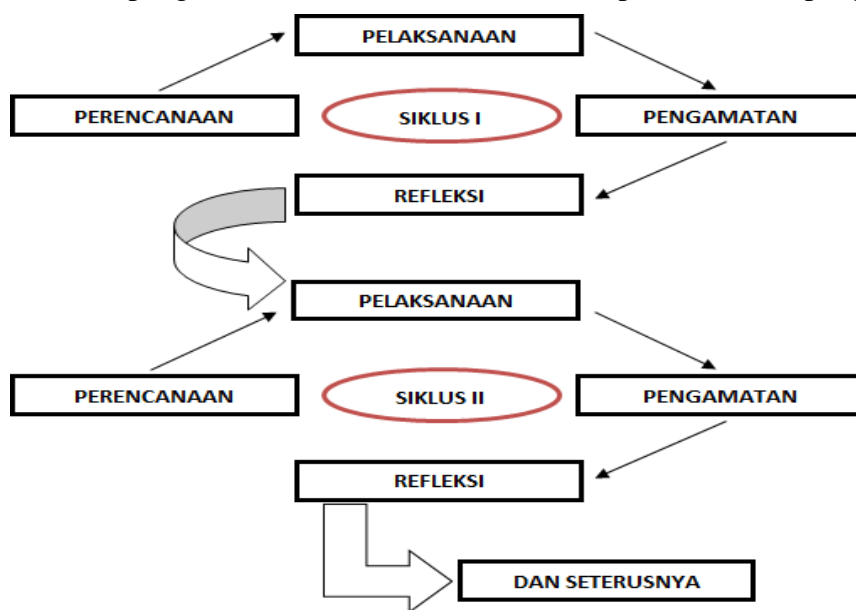 PELAKSANAAN
PERENCANAAN
SIKLUS I
PENGAMATAN
REFLEKSI
PELAKSANAAN
PERENCANAAN
SIKLUS II
PENGAMATAN
REFLEKSI
DAN SETERUSNYA